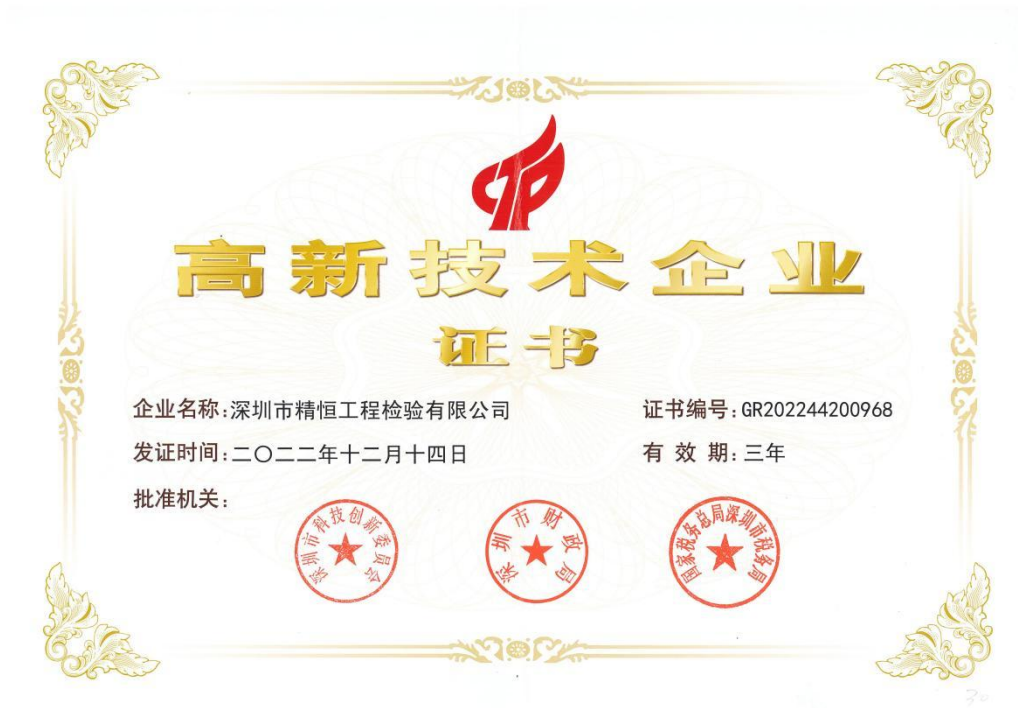 高新技术企业
证书
企业名称:深圳市精恒工程检验有限公司
证书编号:GR202244200968
发证时间:二〇二二年十二月十四日
有效期:三年
批准机关:
深圳市科技创新委员会
深圳市财政局
国家税务总局深圳市税务局
30